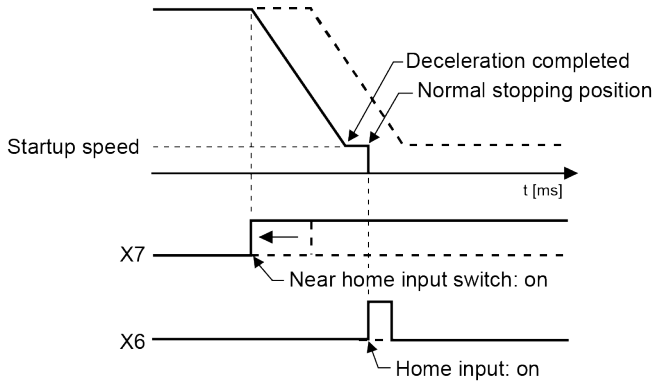 Deceleration completed
Normal stopping position
Startup speed
t [ms]
X7
Near home input switch: on
X6
Home input: on